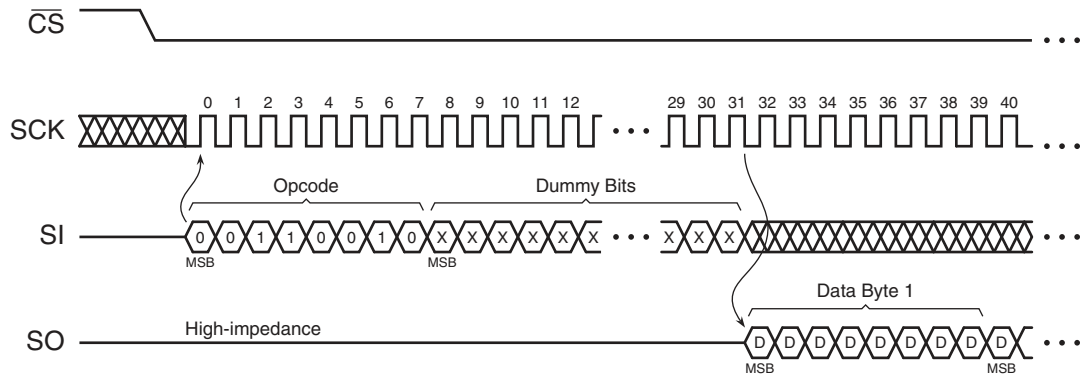 CS
0 1 2 3 4 5 6 7 8 9 10 11 12 29 30 31 32 33 34 35 36 37 38 39 40
SCK
Opcode Dummy Bits
SI 0 0 1 1 0 0 1 0 X X X X X X X X X
MSB MSB
Data Byte 1
High-impedance
SO D D D D D D D D D
MSB MSB